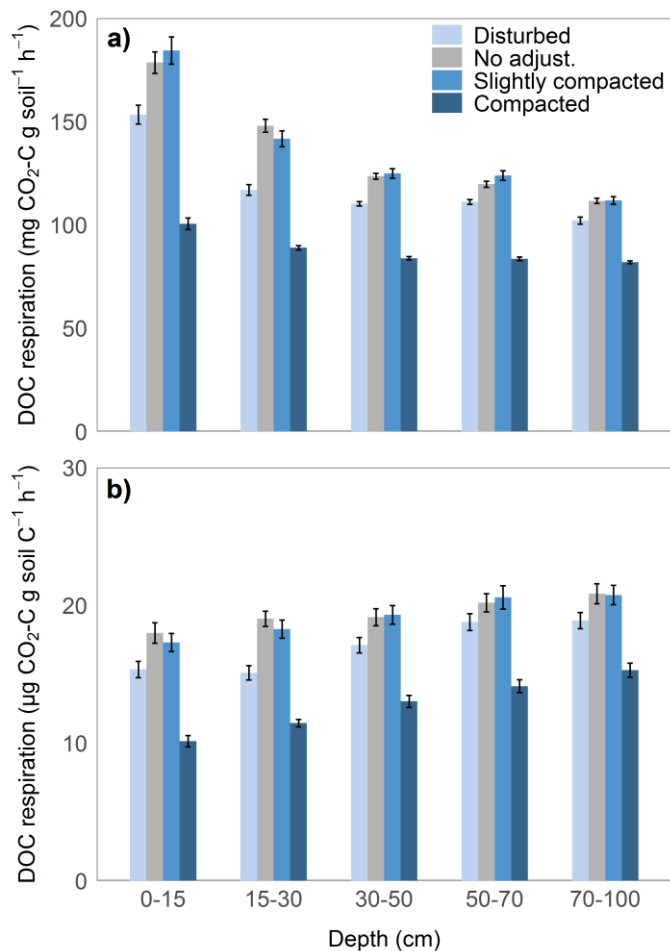 a)
Disturbed
No adjust.
Slightly compacted
Compacted
DOC respiration (mg CO₂-C g soil⁻¹ h⁻¹)
200
150
100
50
0
b)
DOC respiration (µg CO₂-C g soil C⁻¹ h⁻¹)
30
20
10
0
0-15 15-30 30-50 50-70 70-100
Depth (cm)